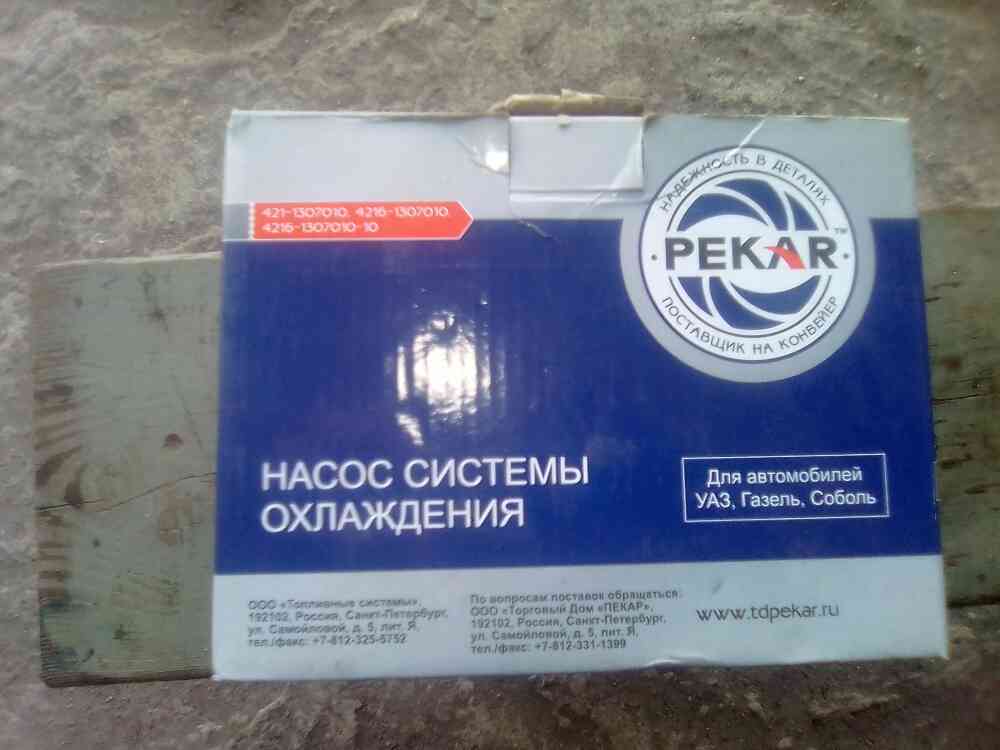 421-1307010, 4216-1307010,
4216-1307010-10
НАДЕЖНОСТЬ В ДЕТАЛЯХ
PEKAR™
ПОСТАВЩИК НА КОНВЕЙЕР
НАСОС СИСТЕМЫ
ОХЛАЖДЕНИЯ
Для автомобилей
УАЗ, Газель, Соболь
ООО «Топливные системы»,
192102, Россия, Санкт-Петербург,
ул. Самойловой, д. 5, лит. Я,
тел./факс: +7-812-325-5752
По вопросам поставок обращаться:
ООО «Торговый Дом «ПЕКАР»,
192102, Россия, Санкт-Петербург,
ул. Самойловой, д. 5, лит. Я,
тел./факс: +7-812-331-1399
www.tdpekar.ru